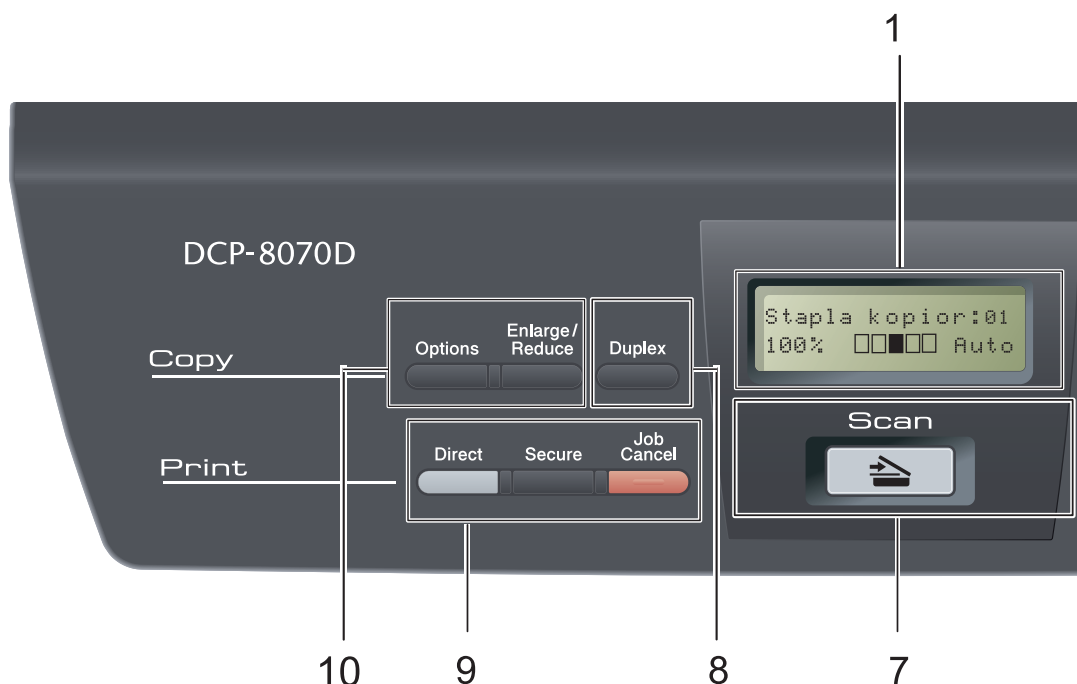 1
DCP-8070D
Stapla kopior:01
100% Auto
Copy
Options
Enlarge/
Reduce
Duplex
Scan
Print
Direct
Secure
Job
Cancel
10
9
8
7